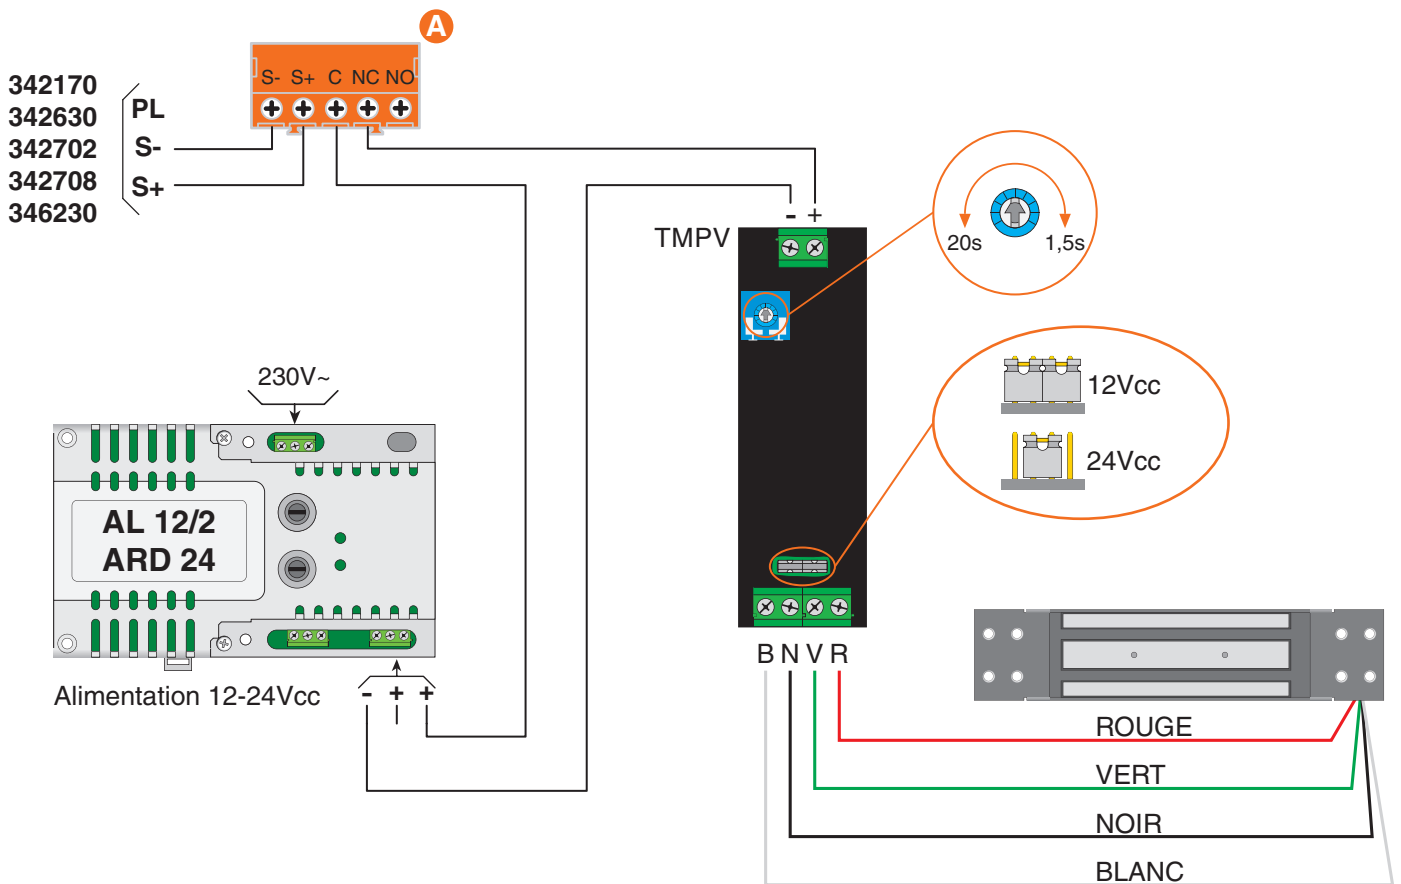 A
S- S+ C NC NO
342170
342630
342702
342708
346230
PL
S-
S+
- +
TMPV
20s 1,5s
12Vcc
24Vcc
230V~
AL 12/2
ARD 24
Alimentation 12-24Vcc
- + +
B N V R
ROUGE
VERT
NOIR
BLANC